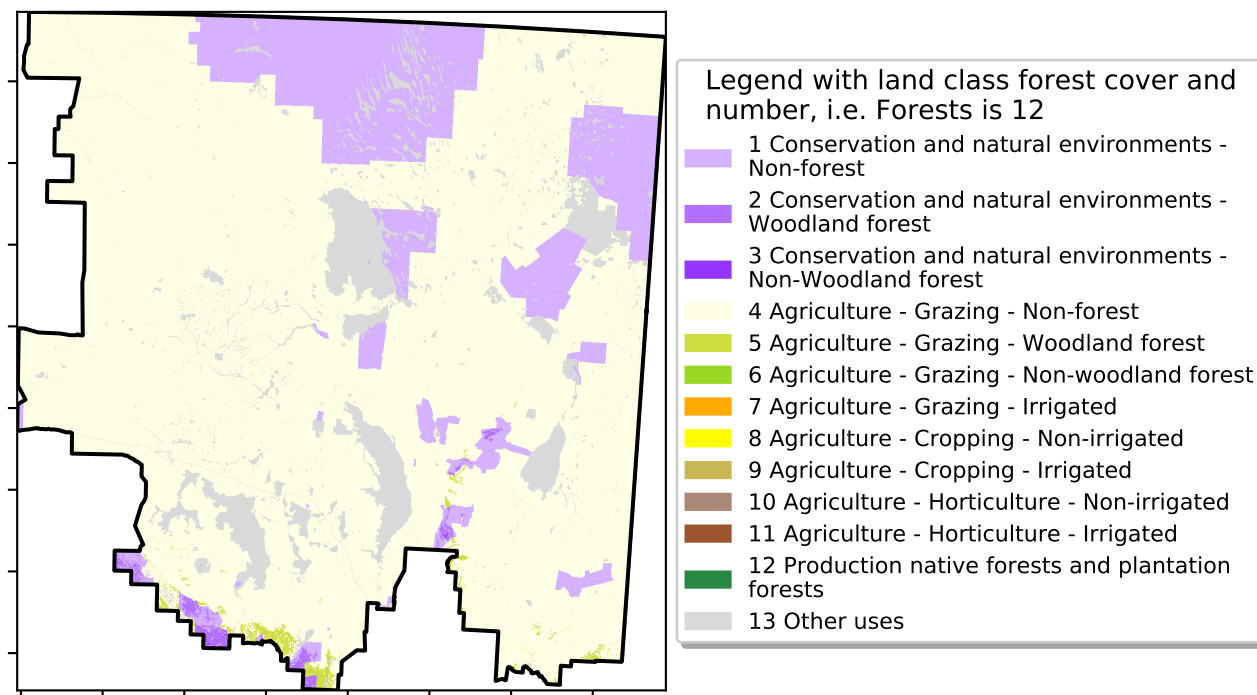 Legend with land class forest cover and
number, i.e. Forests is 12
1 Conservation and natural environments -
Non-forest
2 Conservation and natural environments -
Woodland forest
3 Conservation and natural environments -
Non-Woodland forest
4 Agriculture - Grazing - Non-forest
5 Agriculture - Grazing - Woodland forest
6 Agriculture - Grazing - Non-woodland forest
7 Agriculture - Grazing - Irrigated
8 Agriculture - Cropping - Non-irrigated
9 Agriculture - Cropping - Irrigated
10 Agriculture - Horticulture - Non-irrigated
11 Agriculture - Horticulture - Irrigated
12 Production native forests and plantation
forests
13 Other uses